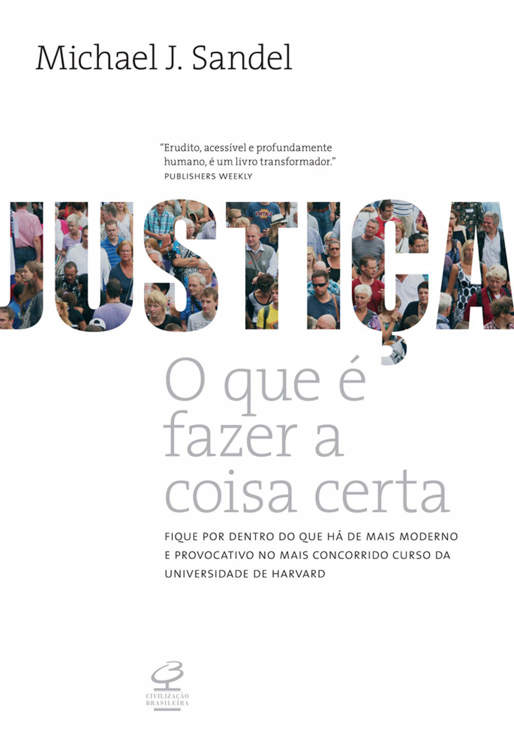 Michael J. Sandel
“Erudito, acessível e profundamente
humano, é um livro transformador.”
PUBLISHERS WEEKLY
JUSTIÇA
O que é
fazer a
coisa certa
FIQUE POR DENTRO DO QUE HÁ DE MAIS MODERNO
E PROVOCATIVO NO MAIS CONCORRIDO CURSO DA
UNIVERSIDADE DE HARVARD
CIVILIZAÇÃO
BRASILEIRA